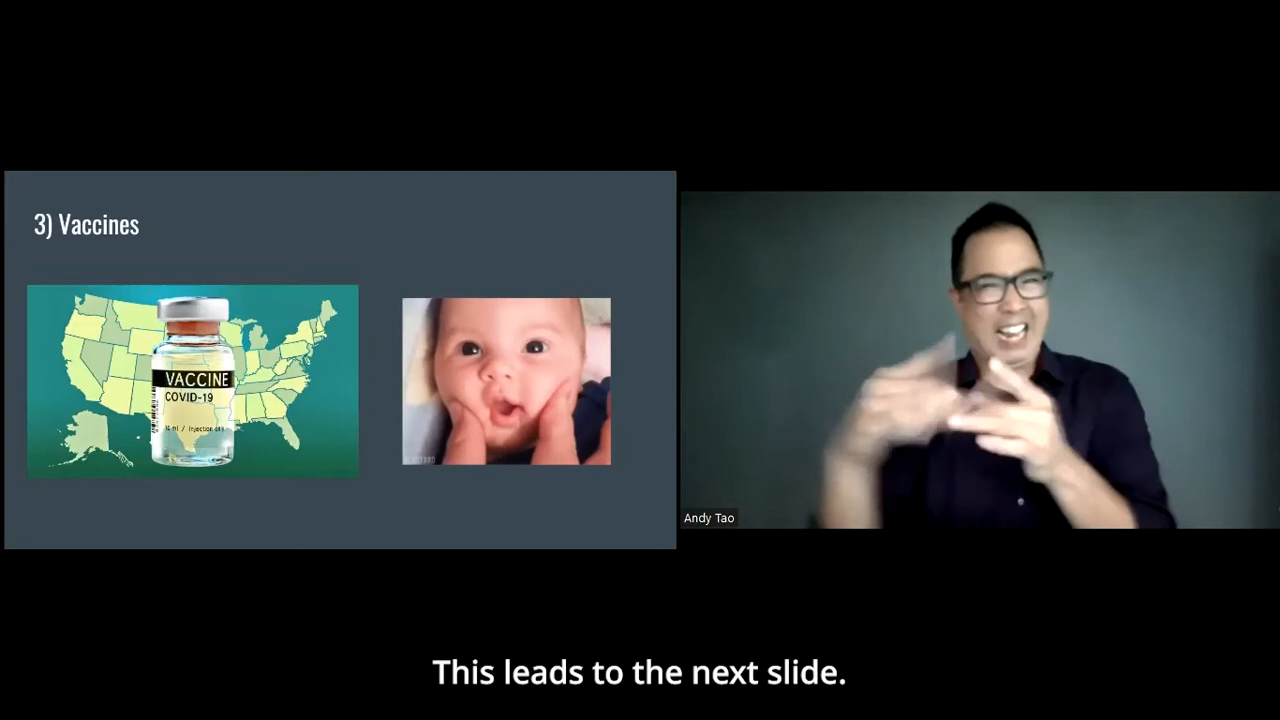 3) Vaccines
VACCINE
COVID-19
Andy Tao
This leads to the next slide.